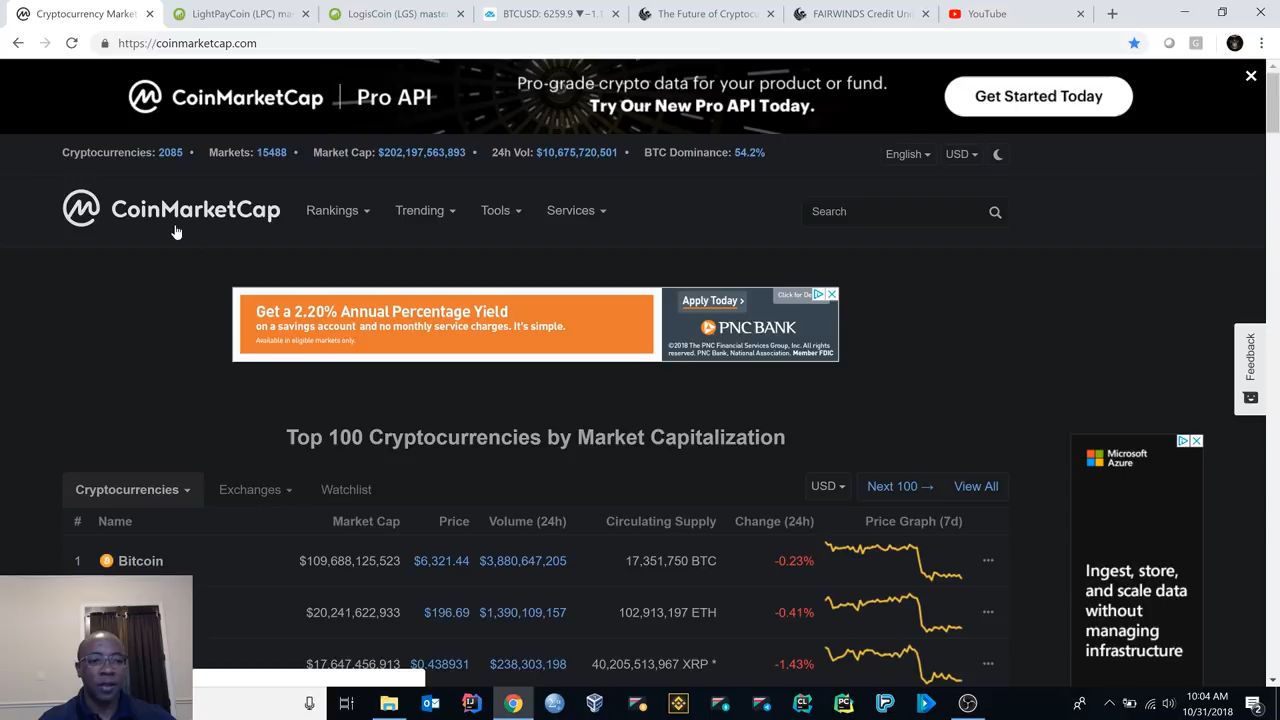 Cryptocurrency Market
LightPayCoin (LPC) ma
LogisCoin (LGS) master
BTCUSD: 6259.9 ▼−1.1
The Future of Cryptocu
FAIRWINDS Credit Uni
YouTube
https://coinmarketcap.com
CoinMarketCap | Pro API
Pro-grade crypto data for your product or fund.
Try Our New Pro API Today.
Get Started Today
Cryptocurrencies: 2085 • Markets: 15488 • Market Cap: $202,197,563,893 • 24h Vol: $10,675,720,501 • BTC Dominance: 54.2%
English USD
CoinMarketCap
Rankings Trending Tools Services
Search
Get a 2.20% Annual Percentage Yield
on a savings account and no monthly service charges. It's simple.
Available in eligible markets only.
Apply Today >
Click for De
PNC BANK
©2018 The PNC Financial Services Group, Inc. All rights
reserved. PNC Bank, National Association. Member FDIC
Feedback
Top 100 Cryptocurrencies by Market Capitalization
Microsoft
Azure
Cryptocurrencies Exchanges Watchlist USD Next 100 → View All
# Name Market Cap Price Volume (24h) Circulating Supply Change (24h) Price Graph (7d)
1 Bitcoin $109,688,125,523 $6,321.44 $3,880,647,205 17,351,750 BTC -0.23%
$20,241,622,933 $196.69 $1,390,109,157 102,913,197 ETH -0.41%
$17,647,456,913 $0.438931 $238,303,198 40,205,513,967 XRP * -1.43%
Ingest, store,
and scale data
without
managing
infrastructure
10:04 AM
10/31/2018